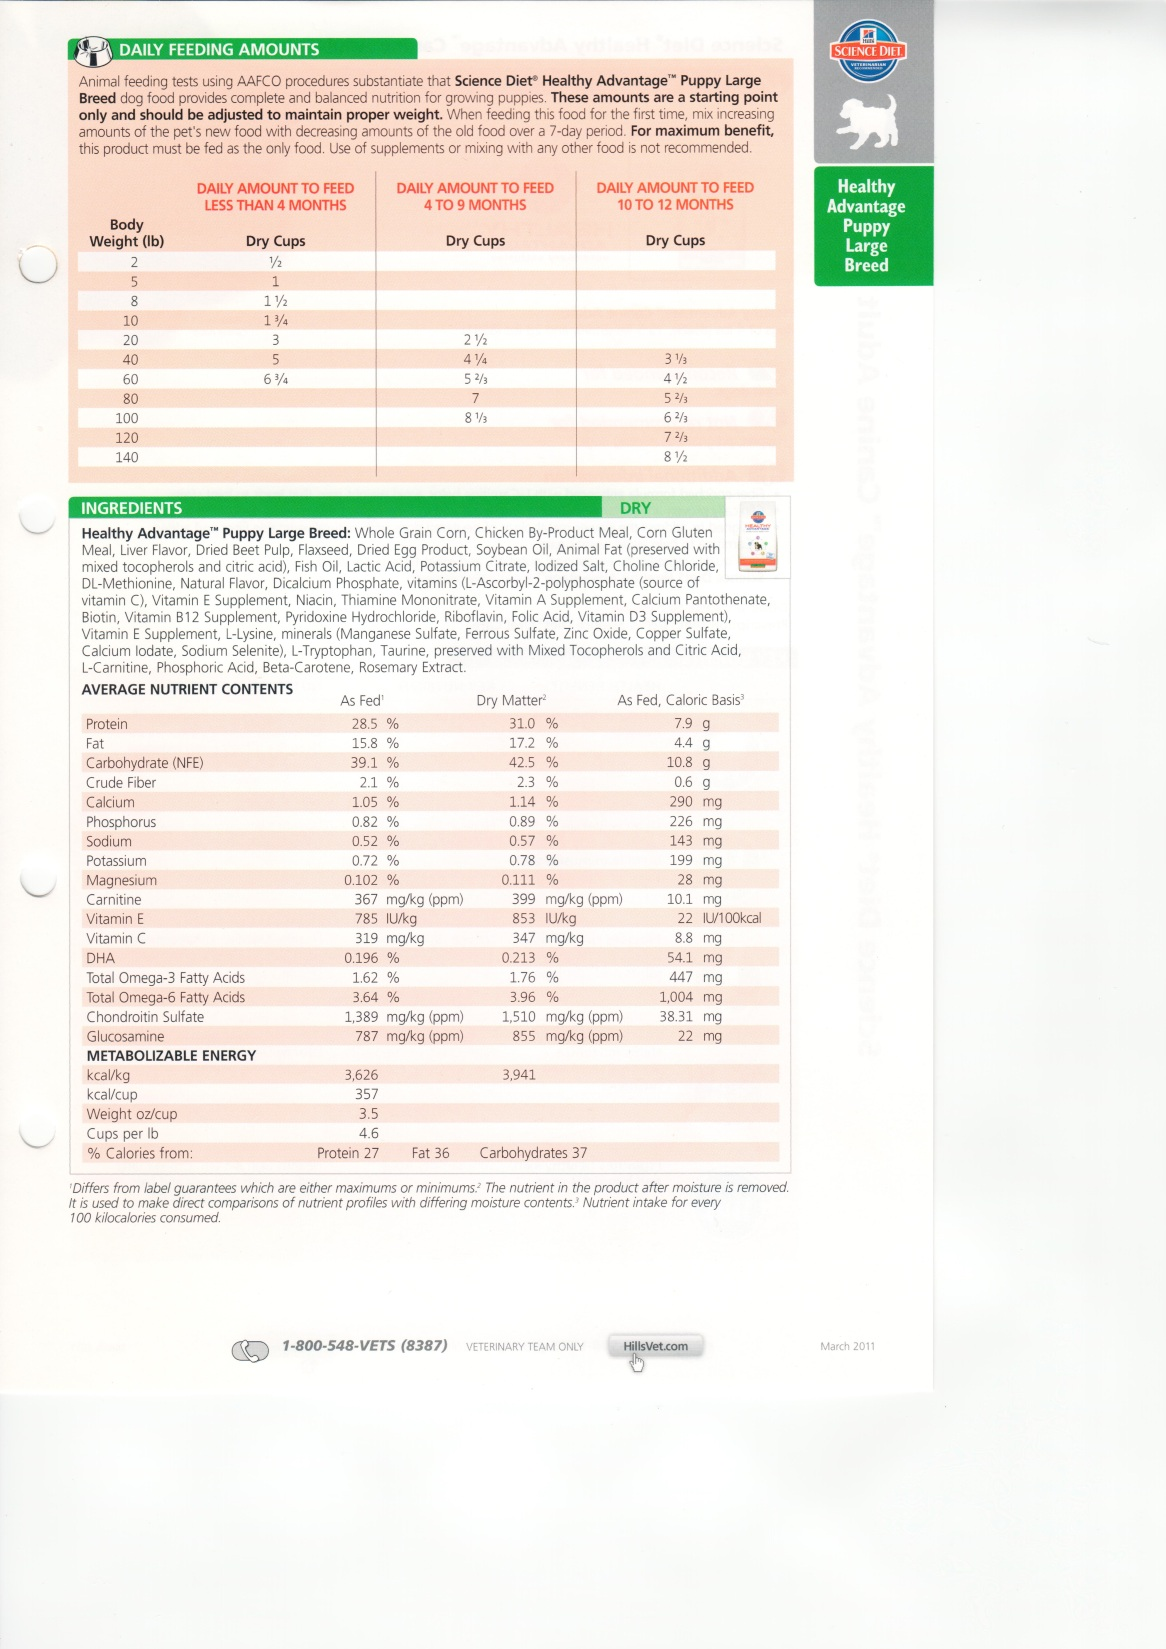 DAILY FEEDING AMOUNTS
Animal feeding tests using AAFCO procedures substantiate that Science Diet® Healthy Advantage™ Puppy Large
Breed dog food provides complete and balanced nutrition for growing puppies. These amounts are a starting point
only and should be adjusted to maintain proper weight. When feeding this food for the first time, mix increasing
amounts of the pet's new food with decreasing amounts of the old food over a 7-day period. For maximum benefit,
this product must be fed as the only food. Use of supplements or mixing with any other food is not recommended.
Hill's
SCIENCE DIET
VETERINARIAN
RECOMMENDED
Healthy
Advantage
Puppy
Large
Breed
DAILY AMOUNT TO FEED DAILY AMOUNT TO FEED DAILY AMOUNT TO FEED
LESS THAN 4 MONTHS 4 TO 9 MONTHS 10 TO 12 MONTHS
Body
Weight (lb) Dry Cups Dry Cups Dry Cups
2 ½
5 1
8 1 ½
10 1 ¾
20 3 2 ½
40 5 4 ¼ 3 ⅓
60 6 ¾ 5 ⅔ 4 ½
80 7 5 ⅔
100 8 ⅓ 6 ⅔
120 7 ⅔
140 8 ½
INGREDIENTS DRY
Healthy Advantage™ Puppy Large Breed: Whole Grain Corn, Chicken By-Product Meal, Corn Gluten
Meal, Liver Flavor, Dried Beet Pulp, Flaxseed, Dried Egg Product, Soybean Oil, Animal Fat (preserved with
mixed tocopherols and citric acid), Fish Oil, Lactic Acid, Potassium Citrate, Iodized Salt, Choline Chloride,
DL-Methionine, Natural Flavor, Dicalcium Phosphate, vitamins (L-Ascorbyl-2-polyphosphate (source of
vitamin C), Vitamin E Supplement, Niacin, Thiamine Mononitrate, Vitamin A Supplement, Calcium Pantothenate,
Biotin, Vitamin B12 Supplement, Pyridoxine Hydrochloride, Riboflavin, Folic Acid, Vitamin D3 Supplement),
Vitamin E Supplement, L-Lysine, minerals (Manganese Sulfate, Ferrous Sulfate, Zinc Oxide, Copper Sulfate,
Calcium Iodate, Sodium Selenite), L-Tryptophan, Taurine, preserved with Mixed Tocopherols and Citric Acid,
L-Carnitine, Phosphoric Acid, Beta-Carotene, Rosemary Extract.
AVERAGE NUTRIENT CONTENTS
As Fed¹ Dry Matter² As Fed, Caloric Basis³
Protein 28.5 % 31.0 % 7.9 g
Fat 15.8 % 17.2 % 4.4 g
Carbohydrate (NFE) 39.1 % 42.5 % 10.8 g
Crude Fiber 2.1 % 2.3 % 0.6 g
Calcium 1.05 % 1.14 % 290 mg
Phosphorus 0.82 % 0.89 % 226 mg
Sodium 0.52 % 0.57 % 143 mg
Potassium 0.72 % 0.78 % 199 mg
Magnesium 0.102 % 0.111 % 28 mg
Carnitine 367 mg/kg (ppm) 399 mg/kg (ppm) 10.1 mg
Vitamin E 785 IU/kg 853 IU/kg 22 IU/100kcal
Vitamin C 319 mg/kg 347 mg/kg 8.8 mg
DHA 0.196 % 0.213 % 54.1 mg
Total Omega-3 Fatty Acids 1.62 % 1.76 % 447 mg
Total Omega-6 Fatty Acids 3.64 % 3.96 % 1,004 mg
Chondroitin Sulfate 1,389 mg/kg (ppm) 1,510 mg/kg (ppm) 38.31 mg
Glucosamine 787 mg/kg (ppm) 855 mg/kg (ppm) 22 mg
METABOLIZABLE ENERGY
kcal/kg 3,626 3,941
kcal/cup 357
Weight oz/cup 3.5
Cups per lb 4.6
% Calories from: Protein 27 Fat 36 Carbohydrates 37
¹Differs from label guarantees which are either maximums or minimums.² The nutrient in the product after moisture is removed.
It is used to make direct comparisons of nutrient profiles with differing moisture contents.³ Nutrient intake for every
100 kilocalories consumed.
1-800-548-VETS (8387) VETERINARY TEAM ONLY HillsVet.com March 2011